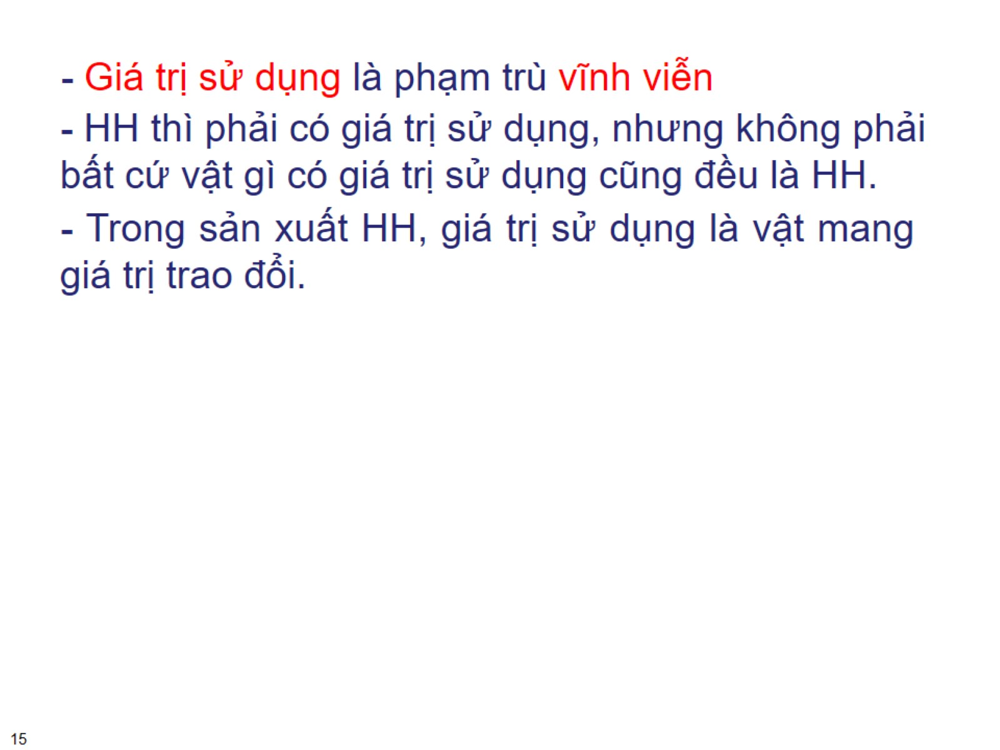 - Giá trị sử dụng là phạm trù vĩnh viễn
- HH thì phải có giá trị sử dụng, nhưng không phải
bất cứ vật gì có giá trị sử dụng cũng đều là HH.
- Trong sản xuất HH, giá trị sử dụng là vật mang
giá trị trao đổi.
15